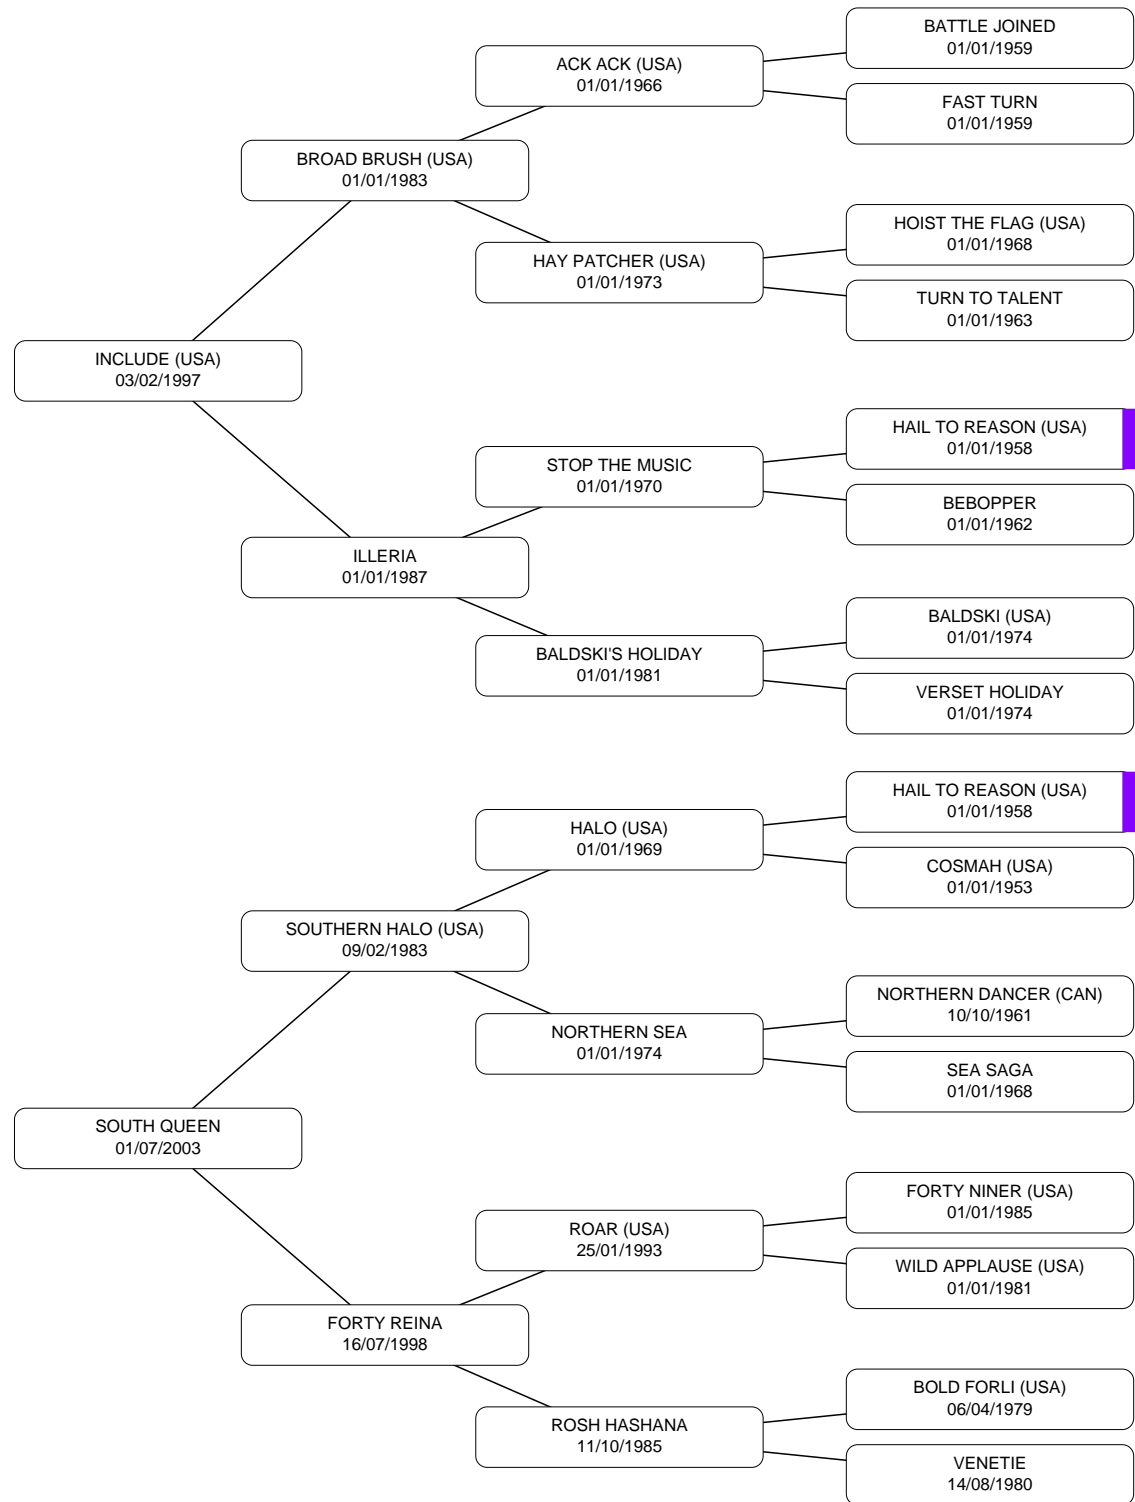 BATTLE JOINED
01/01/1959
ACK ACK (USA)
01/01/1966
FAST TURN
01/01/1959
BROAD BRUSH (USA)
01/01/1983
HOIST THE FLAG (USA)
01/01/1968
HAY PATCHER (USA)
01/01/1973
TURN TO TALENT
01/01/1963
INCLUDE (USA)
03/02/1997
HAIL TO REASON (USA)
01/01/1958
STOP THE MUSIC
01/01/1970
BEBOPPER
01/01/1962
ILLERIA
01/01/1987
BALDSKI (USA)
01/01/1974
BALDSKI'S HOLIDAY
01/01/1981
VERSET HOLIDAY
01/01/1974
HAIL TO REASON (USA)
01/01/1958
HALO (USA)
01/01/1969
COSMAH (USA)
01/01/1953
SOUTHERN HALO (USA)
09/02/1983
NORTHERN DANCER (CAN)
10/10/1961
NORTHERN SEA
01/01/1974
SEA SAGA
01/01/1968
SOUTH QUEEN
01/07/2003
FORTY NINER (USA)
01/01/1985
ROAR (USA)
25/01/1993
WILD APPLAUSE (USA)
01/01/1981
FORTY REINA
16/07/1998
BOLD FORLI (USA)
06/04/1979
ROSH HASHANA
11/10/1985
VENETIE
14/08/1980